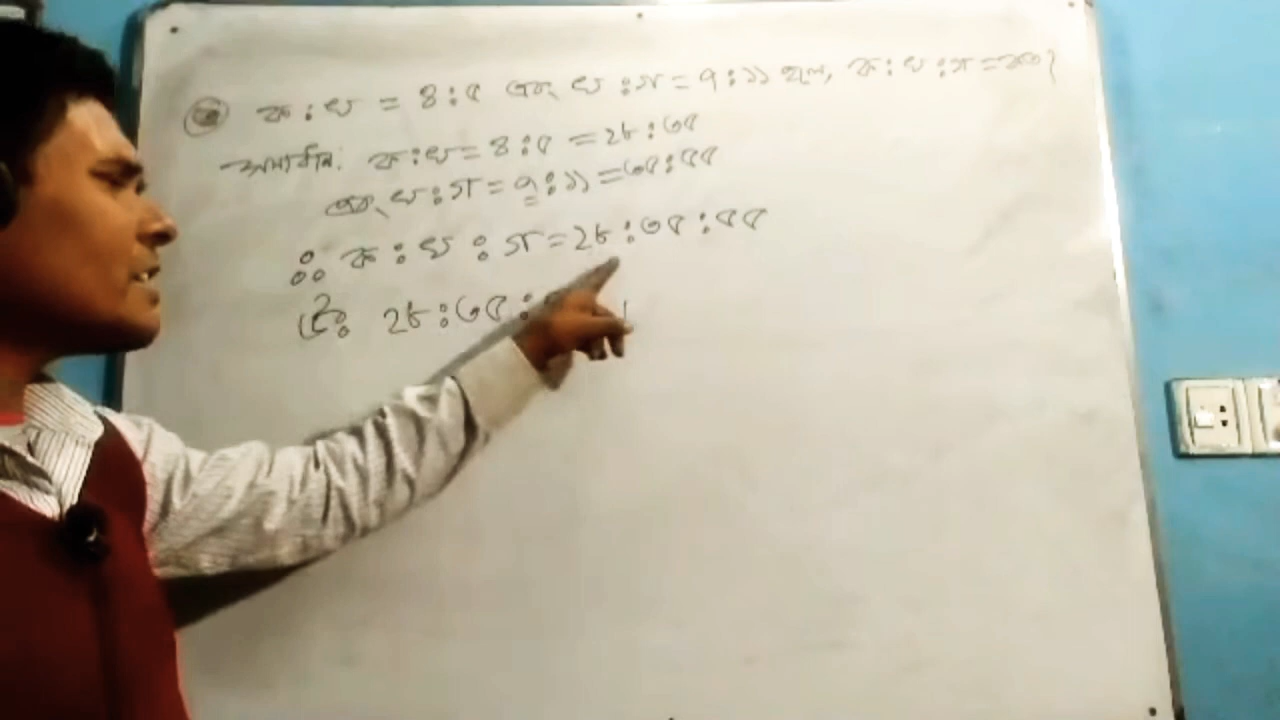 ক : খ = ৪ : ৫ এবং খ : গ = ৭ : ১১ হলে, ক : খ : গ = কত?
সমাধান: ক : খ = ৪ : ৫ = ২৮ : ৩৫
এবং খ : গ = ৭ : ১১ = ৩৫ : ৫৫
∴ ক : খ : গ = ২৮ : ৩৫ : ৫৫
উঃ ২৮ : ৩৫ :